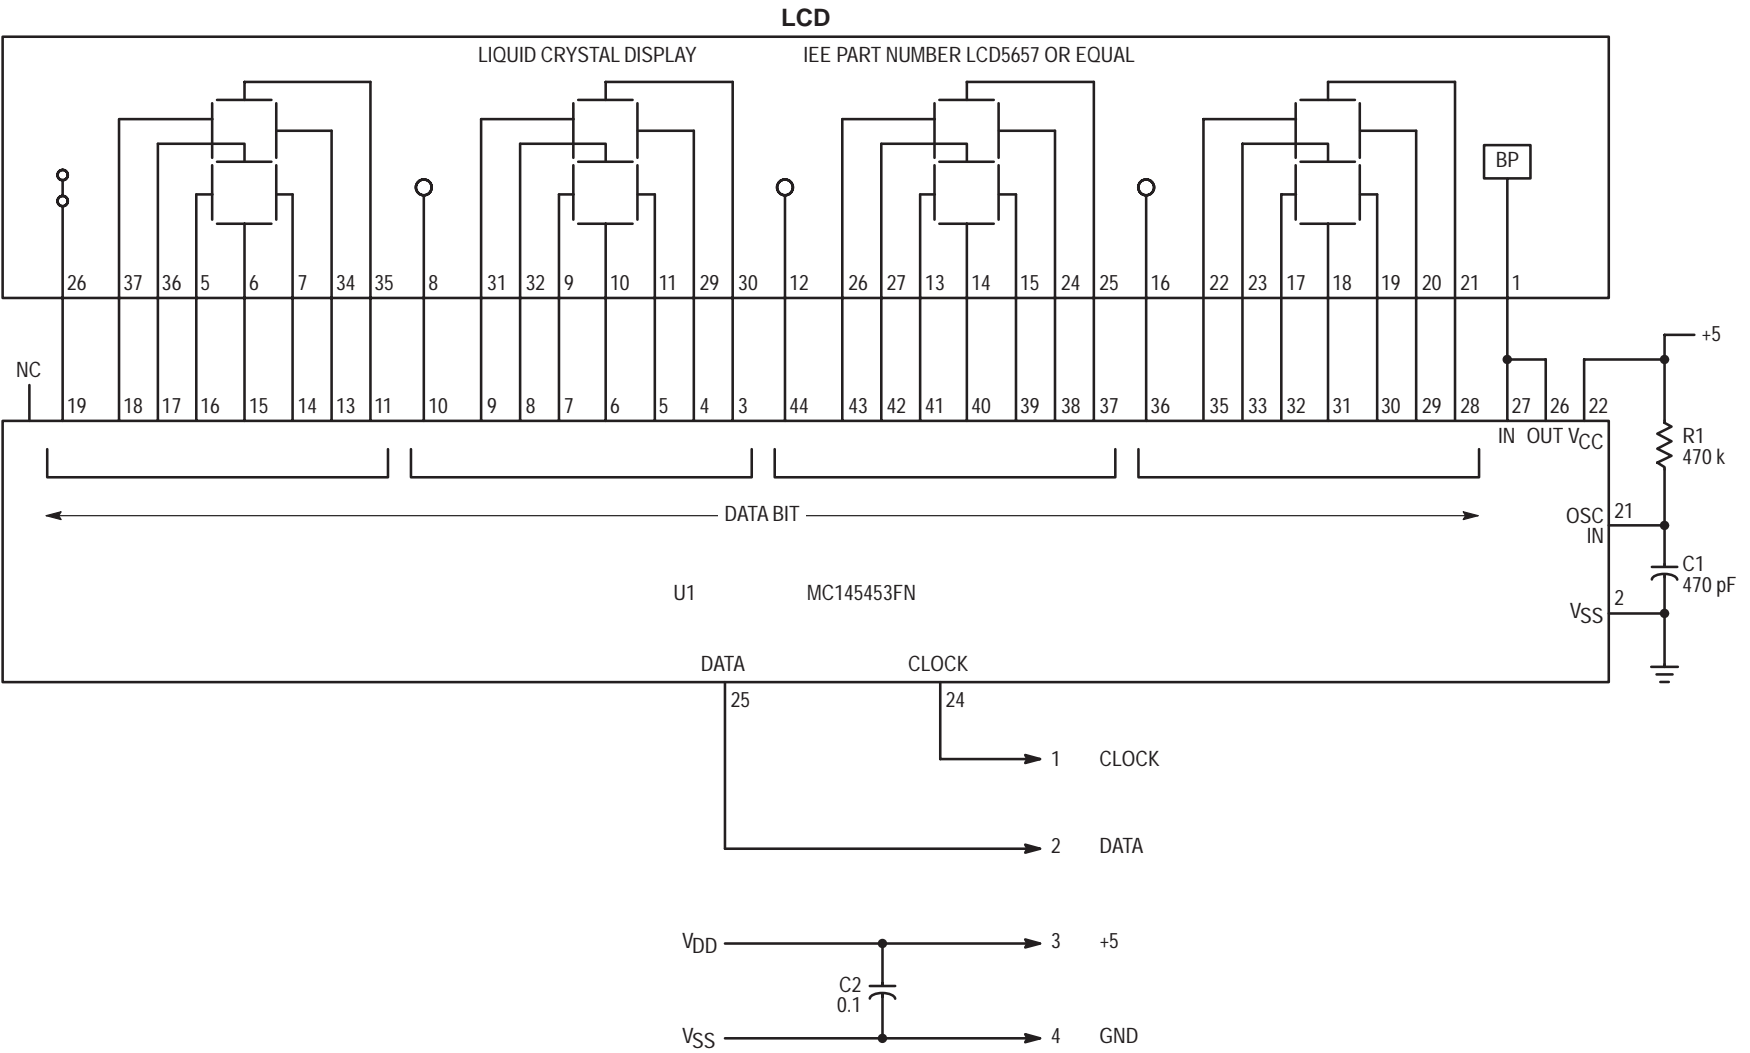 LCD
LIQUID CRYSTAL DISPLAY IEE PART NUMBER LCD5657 OR EQUAL
BP
26 37 36 5 6 7 34 35 8 31 32 9 10 11 29 30 12 26 27 13 14 15 24 25 16 22 23 17 18 19 20 21 1
+5
NC
19 18 17 16 15 14 13 11 10 9 8 7 6 5 4 3 44 43 42 41 40 39 38 37 36 35 33 32 31 30 29 28 27 26 22
IN OUT VCC
R1
470 k
DATA BIT
OSC
IN
21
C1
470 pF
U1 MC145453FN
2
VSS
DATA CLOCK
25 24
1 CLOCK
2 DATA
VDD 3 +5
C2
0.1
VSS 4 GND